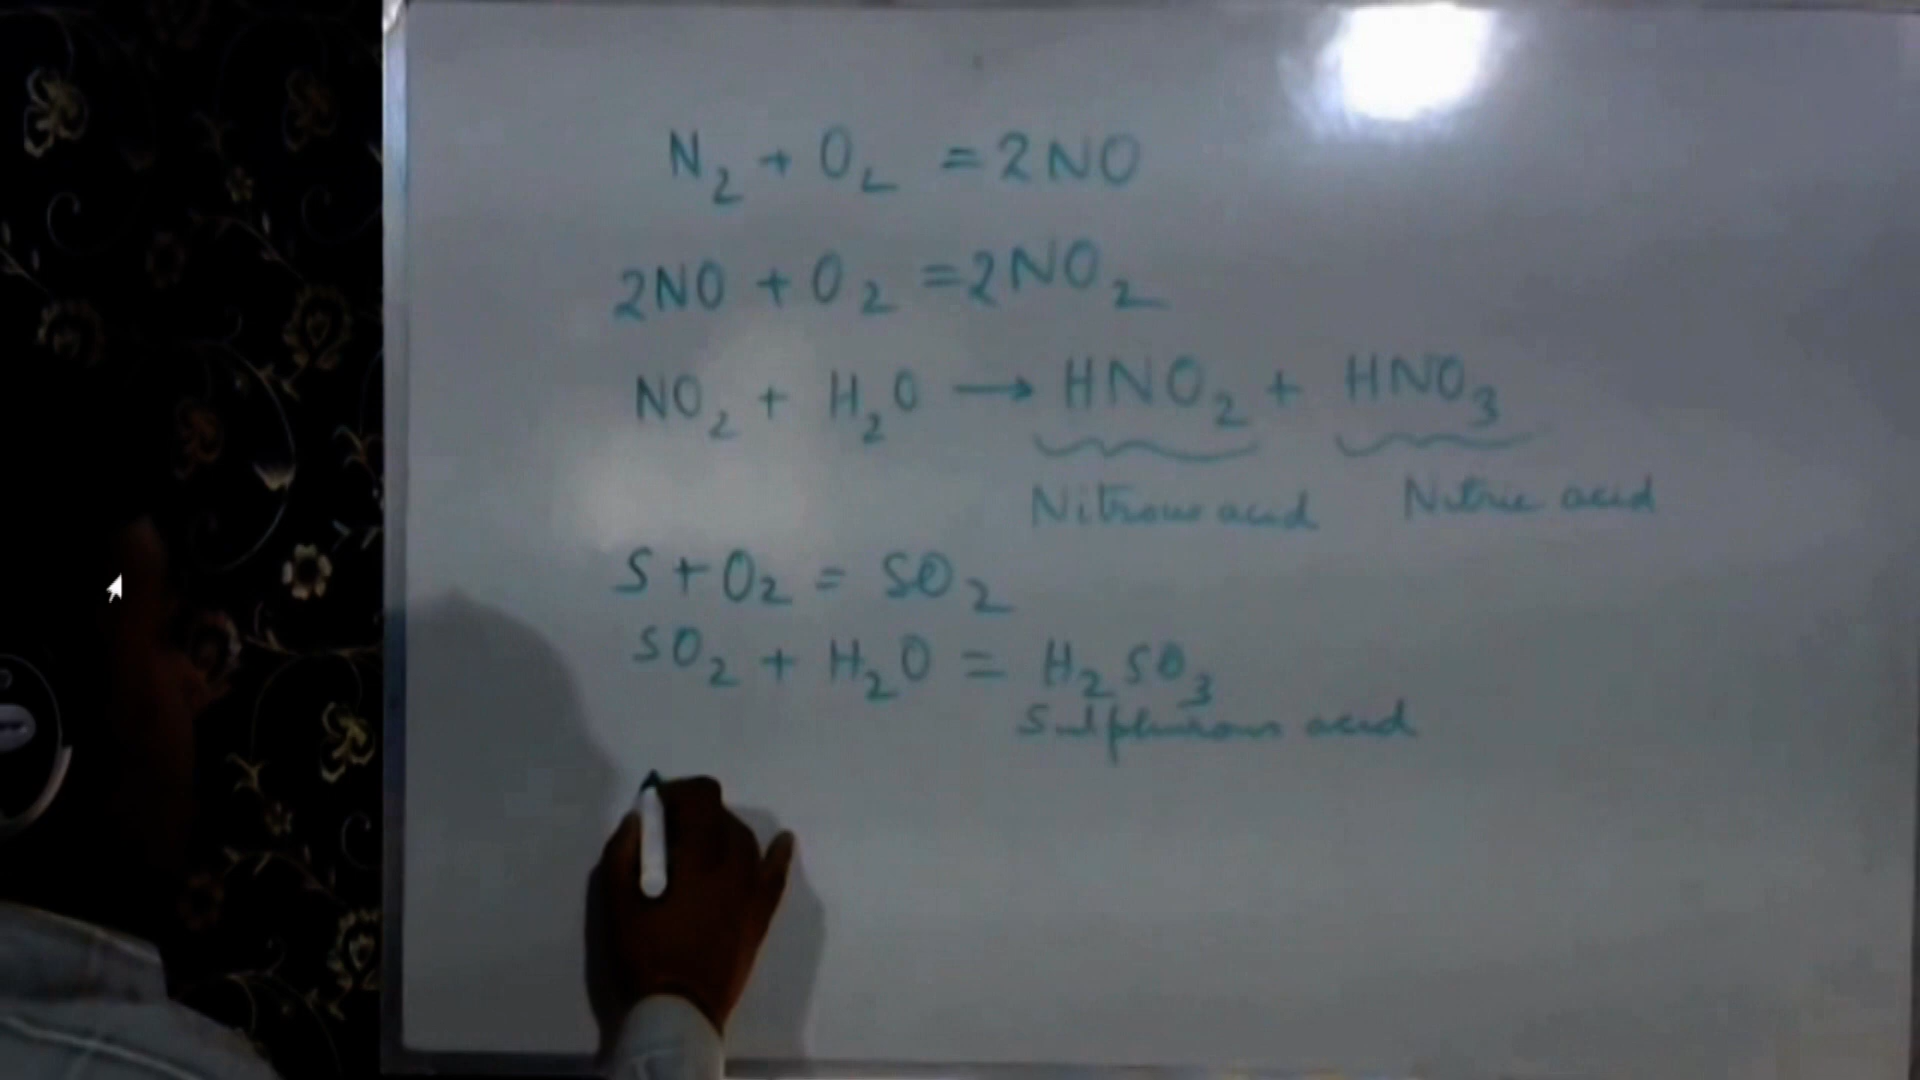 N₂ + O₂ = 2NO
2NO + O₂ = 2NO₂
NO₂ + H₂O → HNO₂ + HNO₃
Nitrous acid Nitric acid
S + O₂ = SO₂
SO₂ + H₂O = H₂SO₃
Sulphurous acid